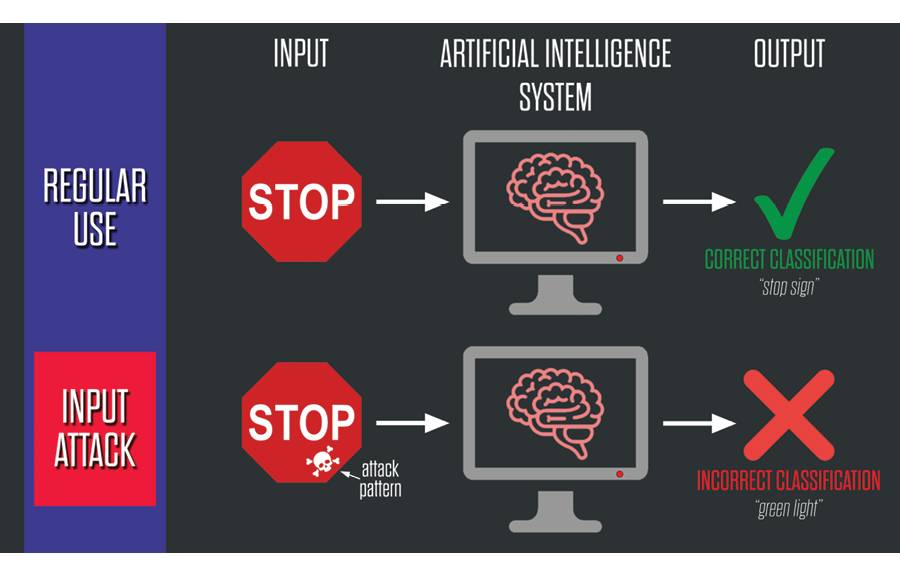 INPUT
ARTIFICIAL INTELLIGENCE
SYSTEM
OUTPUT
REGULAR
USE
STOP
CORRECT CLASSIFICATION
“stop sign”
INPUT
ATTACK
STOP
attack
pattern
INCORRECT CLASSIFICATION
“green light”